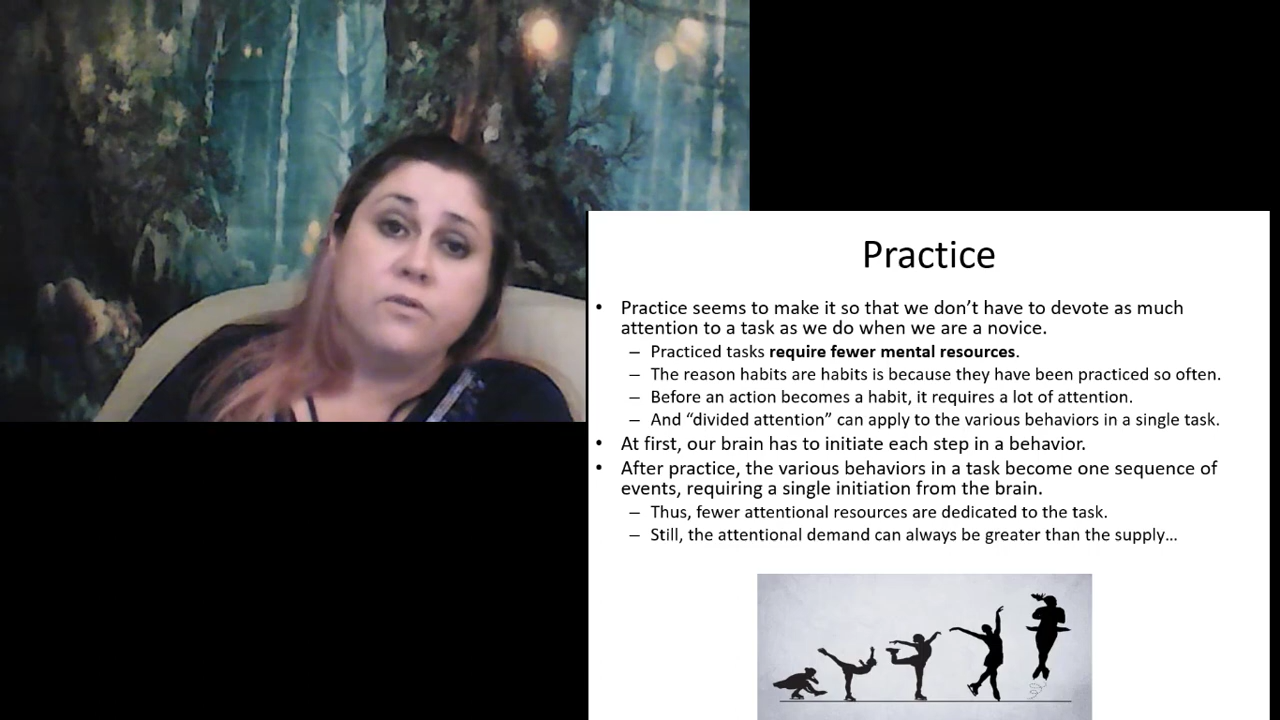 Practice
• Practice seems to make it so that we don’t have to devote as much
attention to a task as we do when we are a novice.
– Practiced tasks require fewer mental resources.
– The reason habits are habits is because they have been practiced so often.
– Before an action becomes a habit, it requires a lot of attention.
– And “divided attention” can apply to the various behaviors in a single task.
• At first, our brain has to initiate each step in a behavior.
• After practice, the various behaviors in a task become one sequence of
events, requiring a single initiation from the brain.
– Thus, fewer attentional resources are dedicated to the task.
– Still, the attentional demand can always be greater than the supply…